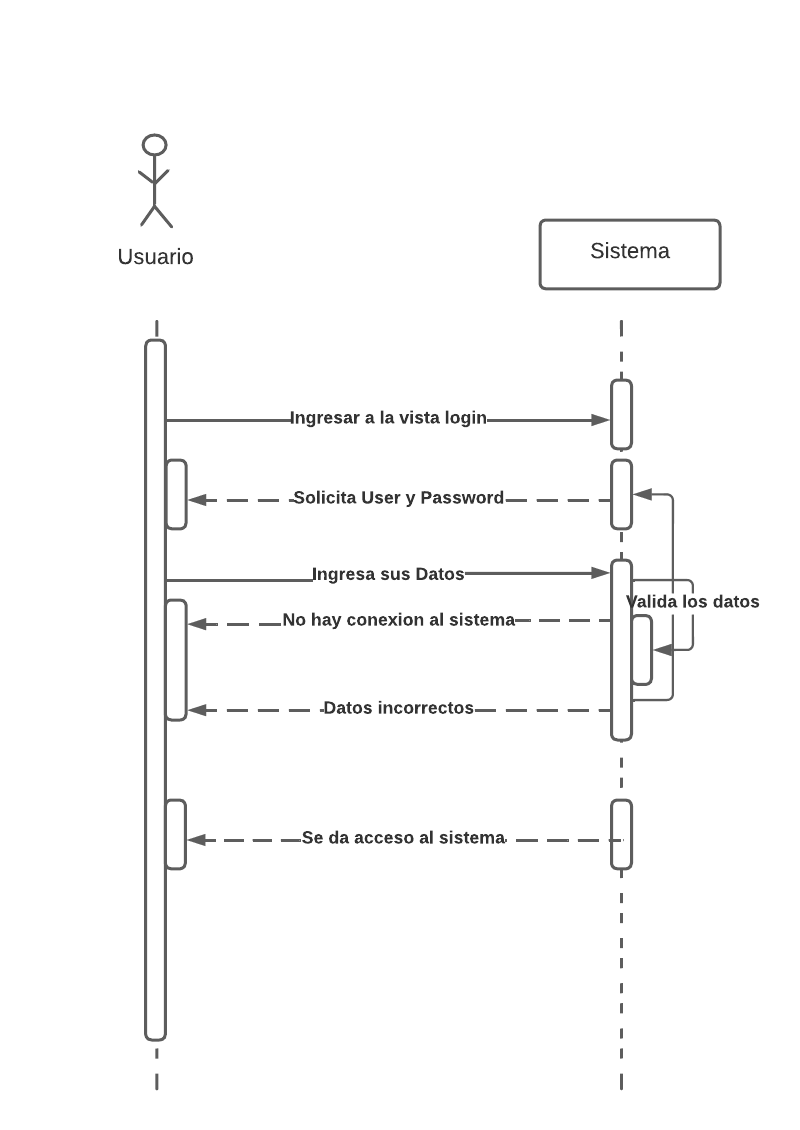 Usuario
Sistema
Ingresar a la vista login
Solicita User y Password
Ingresa sus Datos
Valida los datos
No hay conexion al sistema
Datos incorrectos
Se da acceso al sistema